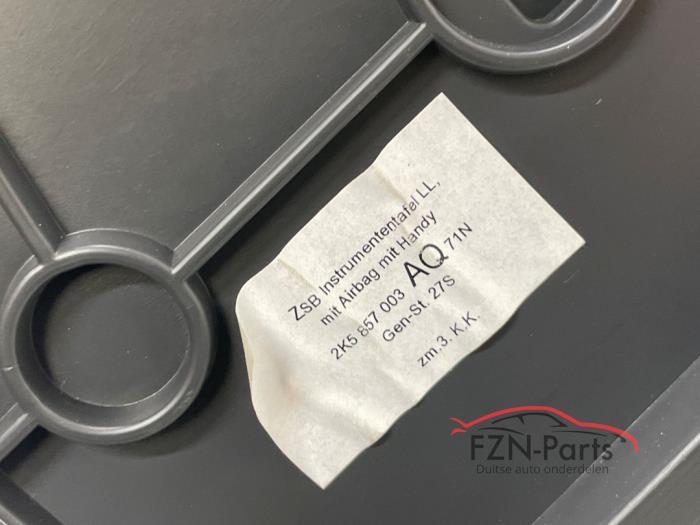 ZSB Instrumententafel LL,
mit Airbag mit Handy
2K5 857 003 AQ 71N
Gen-St. 27S
zm.3. K.K.
FZN-Parts
Duitse auto onderdelen